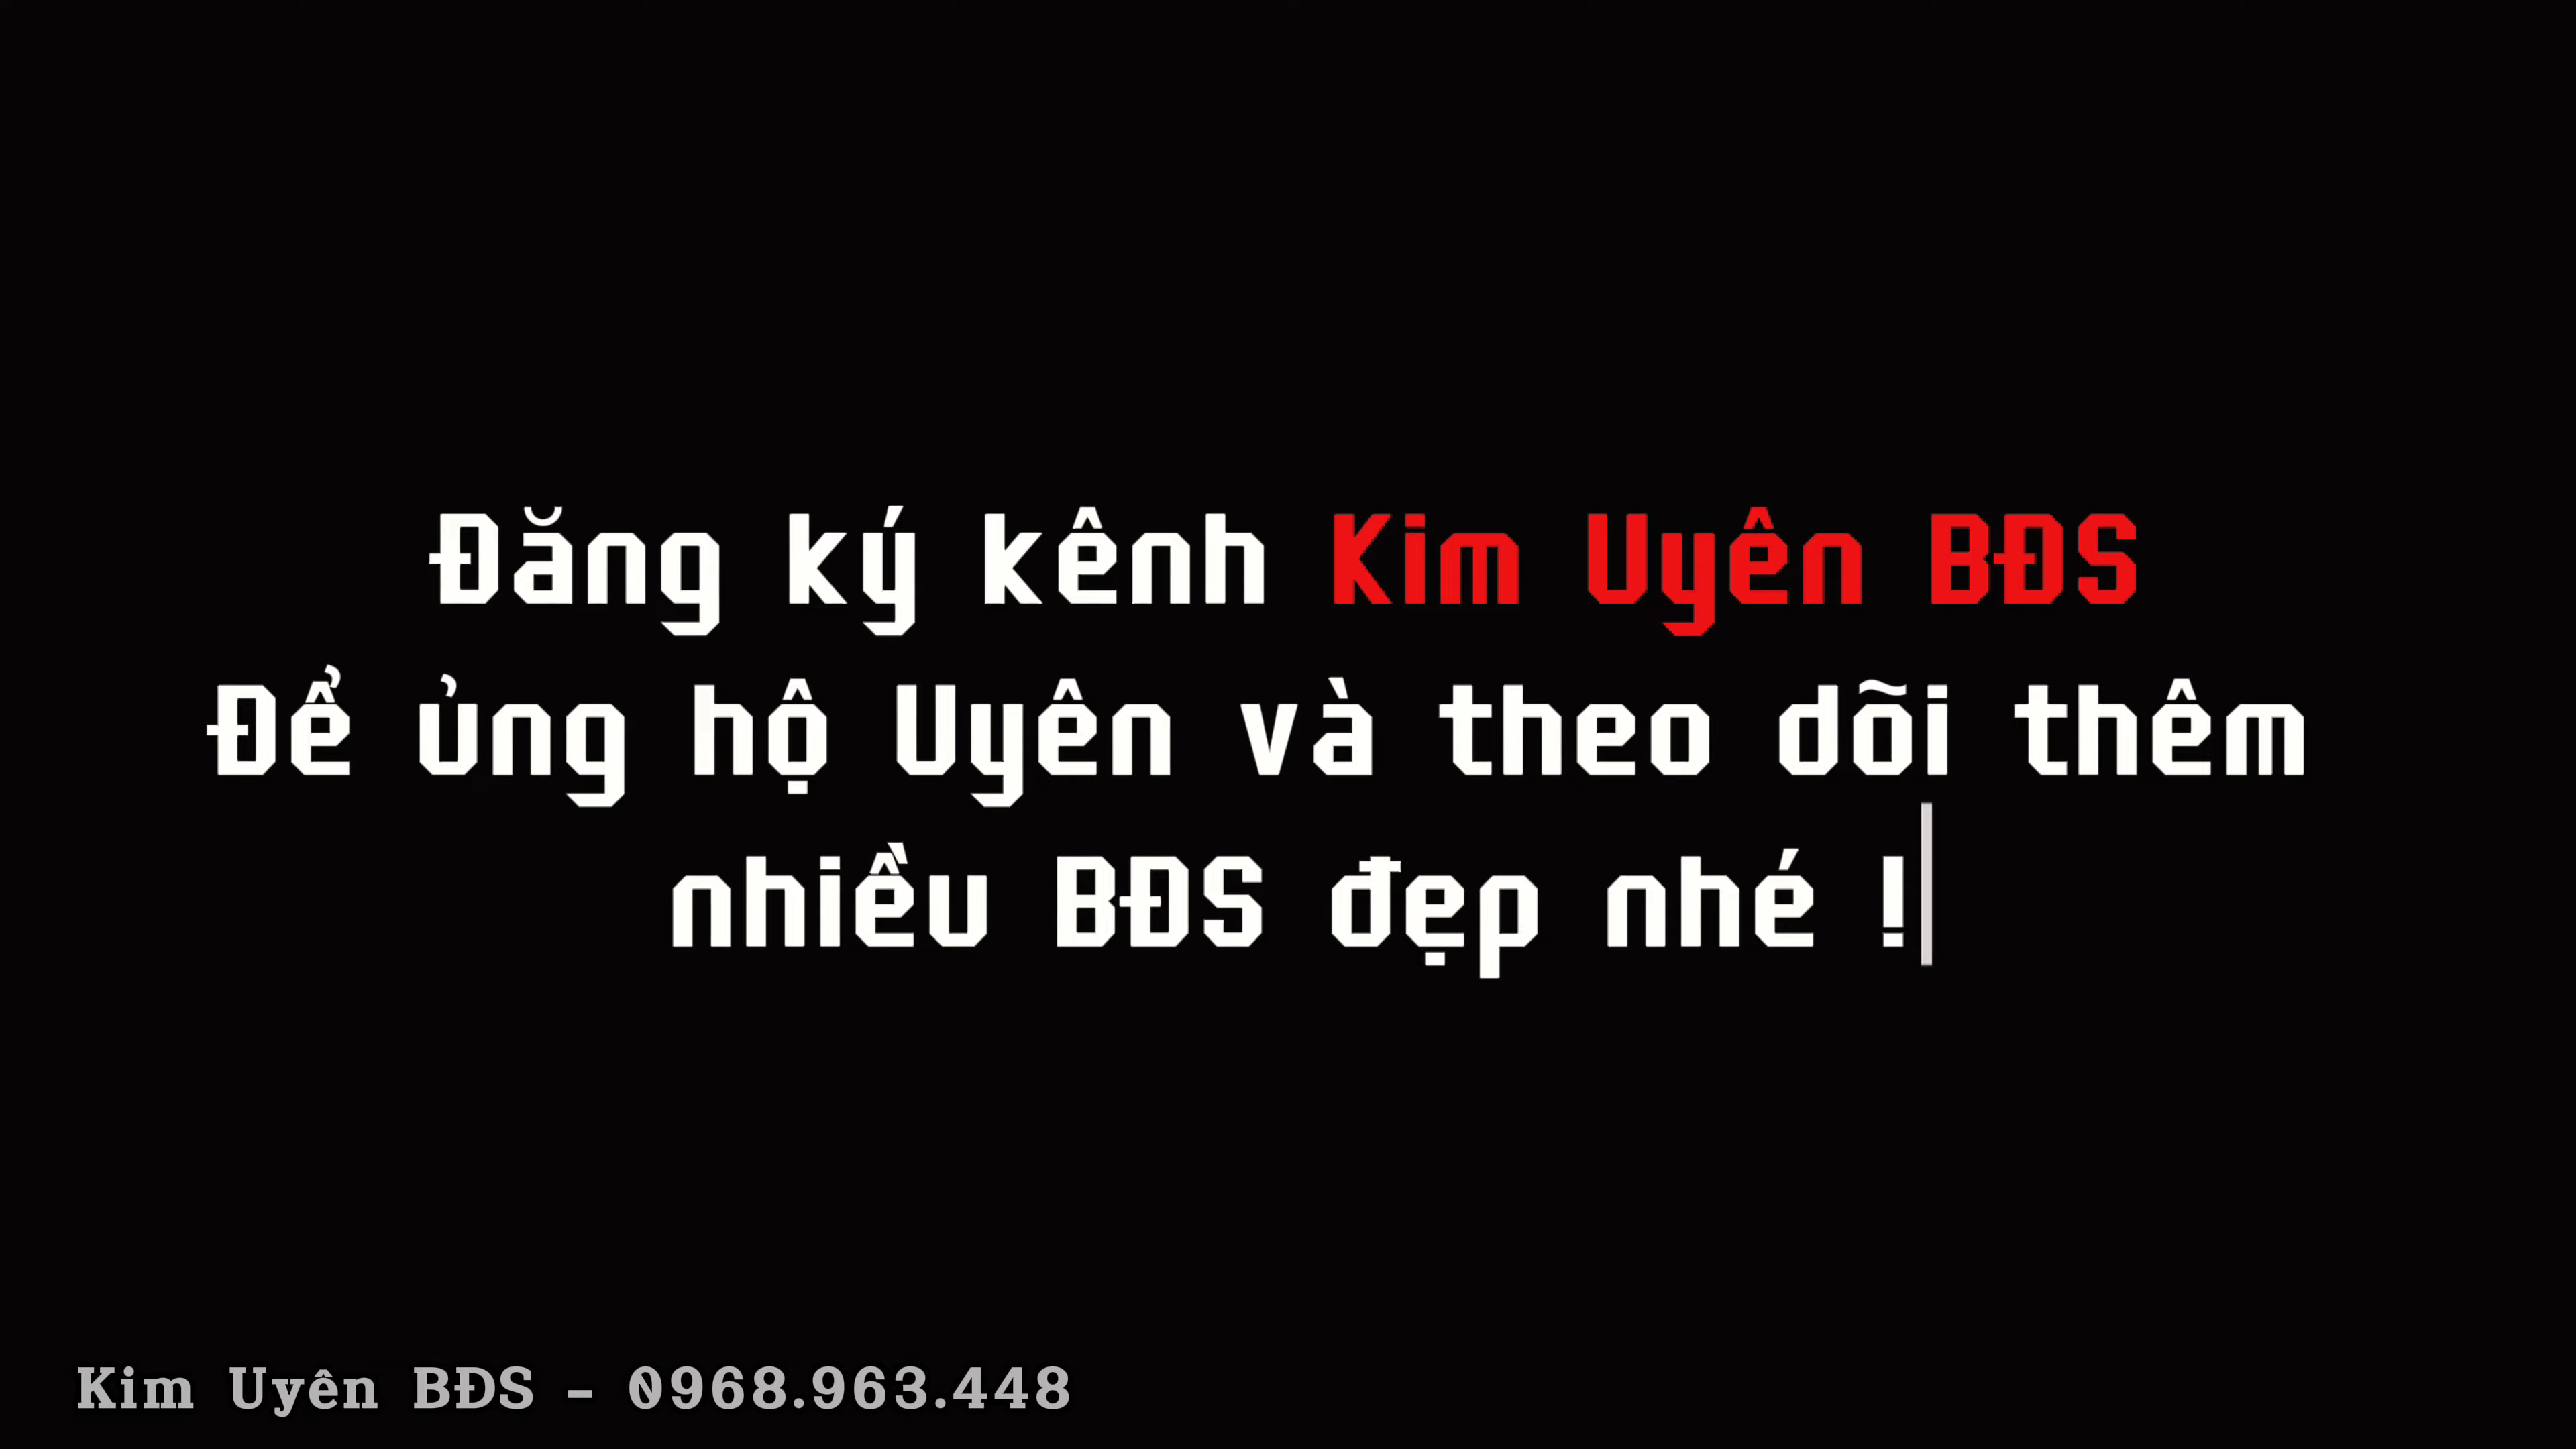 Đăng ký kênh Kim Uyên BĐS
Để ủng hộ Uyên và theo dõi thêm
nhiều BĐS đẹp nhé !
Kim Uyên BĐS - 0968.963.448